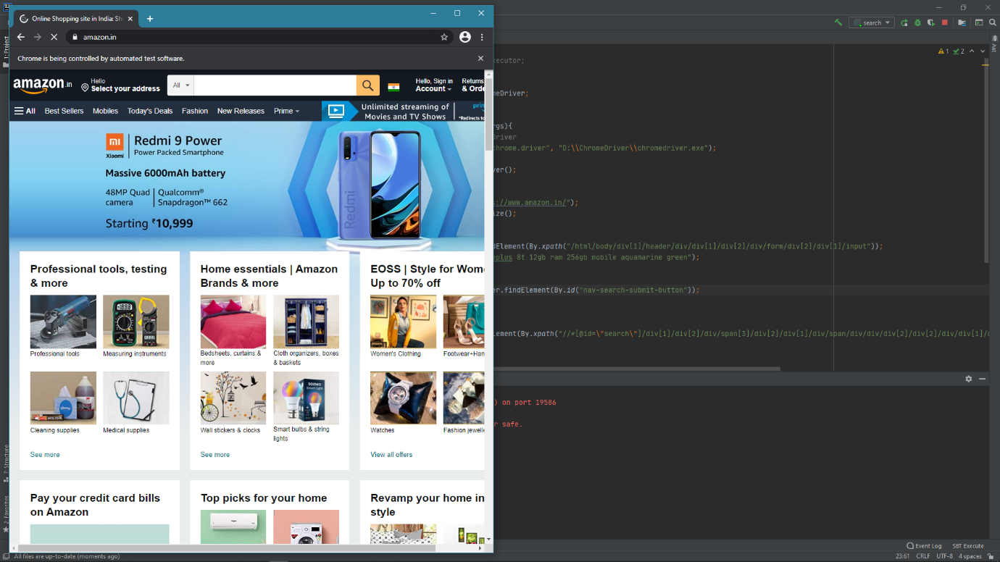 Online Shopping site in India: Sh
amazon.in
Chrome is being controlled by automated test software.
amazon.in
Hello
Select your address
All
Hello, Sign in
Account
Returns
& Orde
All
Best Sellers
Mobiles
Today's Deals
Fashion
New Releases
Prime
Unlimited streaming of
Movies and TV Shows
prim
*Redirects to
mi
Xiaomi
Redmi 9 Power
Power Packed Smartphone
Massive 6000mAh battery
48MP Quad
camera
Qualcomm®
Snapdragon™ 662
Starting ₹10,999
Redmi
Professional tools, testing
& more
Professional tools
Measuring instruments
Cleaning supplies
Medical supplies
See more
Home essentials | Amazon
Brands & more
Bedsheets, curtains &
more
Cloth organizers, boxes
& baskets
Wall stickers & clocks
Smart bulbs & string
lights
See more
EOSS | Style for Wom
Up to 70% off
Women's Clothing
Footwear+Han
Watches
Fashion jewelle
View all offers
Pay your credit card bills
on Amazon
Top picks for your home
Revamp your home in
style
search
1
2
1: Project
Ant
xecutor;
meDriver;
rgs){
Driver
chrome.driver", "D:\\ChromeDriver\\chromedriver.exe");
ver();
s://www.amazon.in/");
ize();
dElement(By.xpath("/html/body/div[1]/header/div/div[1]/div[2]/div/form/div[2]/div[1]/input"));
eplus 8t 12gb ram 256gb mobile aquamarine green");
er.findElement(By.id("nav-search-submit-button"));
lement(By.xpath("//*[@id=\"search\"]/div[1]/div[2]/div/span[3]/div[2]/div[1]/div/span/div/div/div[2]/div[2]/div/div[1]/d
) on port 19586
r safe.
7: Structure
2: Favorites
Event Log
SBT Execute
All files are up-to-date (moments ago)
23:61
CRLF
UTF-8
4 spaces